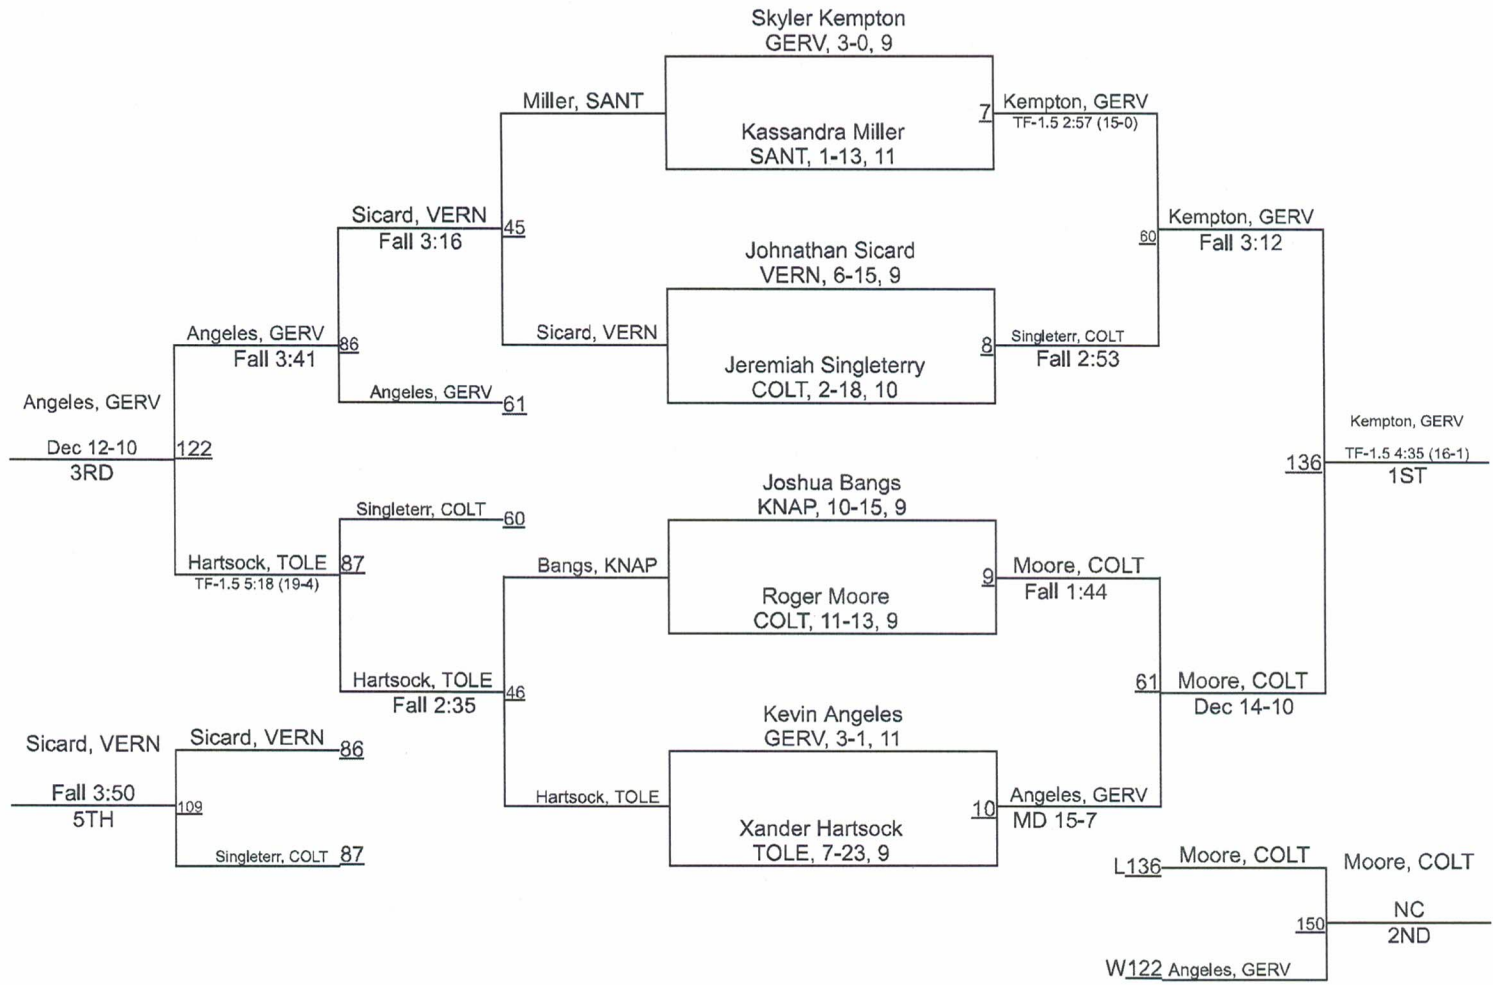 Skyler Kempton
GERV, 3-0, 9
Miller, SANT
7
Kempton, GERV
TF-1.5 2:57 (15-0)
Kassandra Miller
SANT, 1-13, 11
Sicard, VERN
Fall 3:16
45
Kempton, GERV
Fall 3:12
60
Johnathan Sicard
VERN, 6-15, 9
Angeles, GERV
Fall 3:41
86
Sicard, VERN
8
Singleterr, COLT
Fall 2:53
Jeremiah Singleterry
COLT, 2-18, 10
Angeles, GERV
61
Angeles, GERV
Dec 12-10
3RD
122
Kempton, GERV
TF-1.5 4:35 (16-1)
1ST
136
Joshua Bangs
KNAP, 10-15, 9
Singleterr, COLT
60
Hartsock, TOLE
TF-1.5 5:18 (19-4)
87
Bangs, KNAP
9
Moore, COLT
Fall 1:44
Roger Moore
COLT, 11-13, 9
Hartsock, TOLE
Fall 2:35
46
61
Moore, COLT
Dec 14-10
Kevin Angeles
GERV, 3-1, 11
Sicard, VERN
Fall 3:50
5TH
Sicard, VERN
86
109
Singleterr, COLT
87
Hartsock, TOLE
10
Angeles, GERV
MD 15-7
Xander Hartsock
TOLE, 7-23, 9
L136
Moore, COLT
Moore, COLT
NC
2ND
150
W122
Angeles, GERV